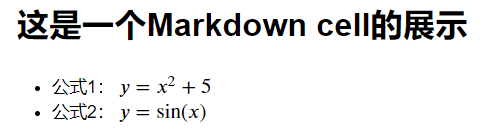 这是一个Markdown cell的展示
• 公式1： y = x² + 5
• 公式2： y = sin(x)